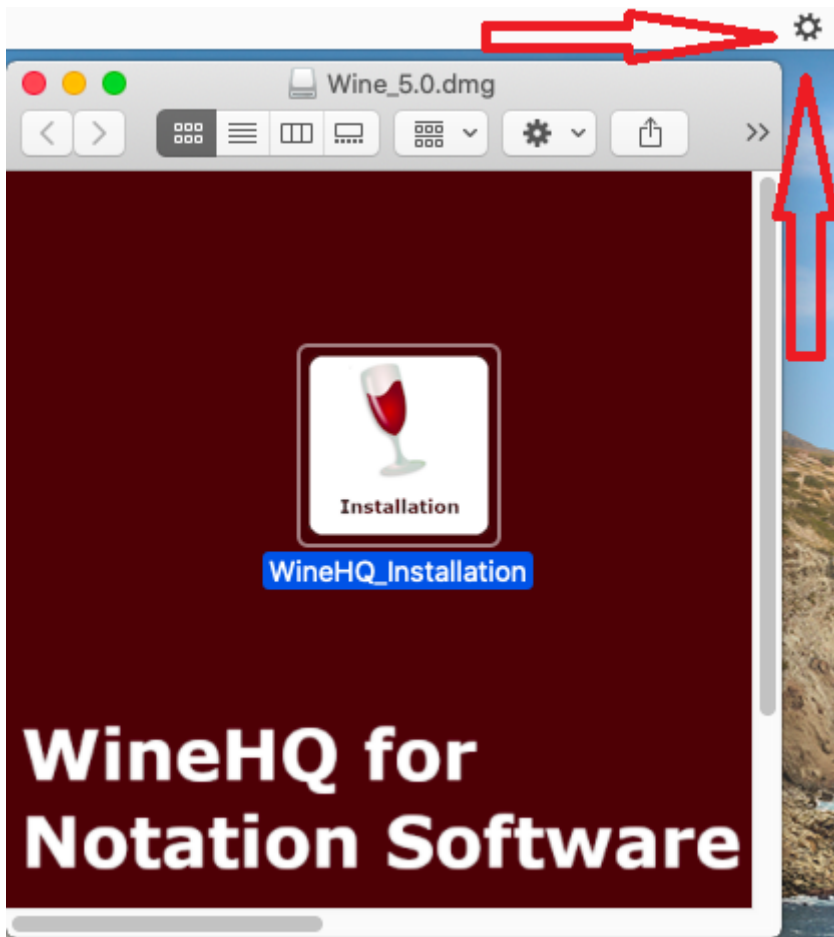 Wine_5.0.dmg
Installation
WineHQ_Installation
WineHQ for
Notation Software